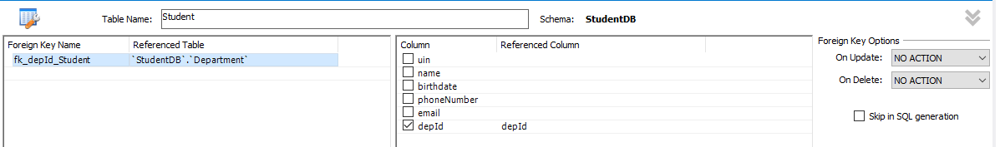 Table Name: Student Schema: StudentDB
Foreign Key Name Referenced Table
fk_depId_Student `StudentDB`.`Department`
Column Referenced Column
uin
name
birthdate
phoneNumber
email
depId depId
Foreign Key Options
On Update: NO ACTION
On Delete: NO ACTION
Skip in SQL generation